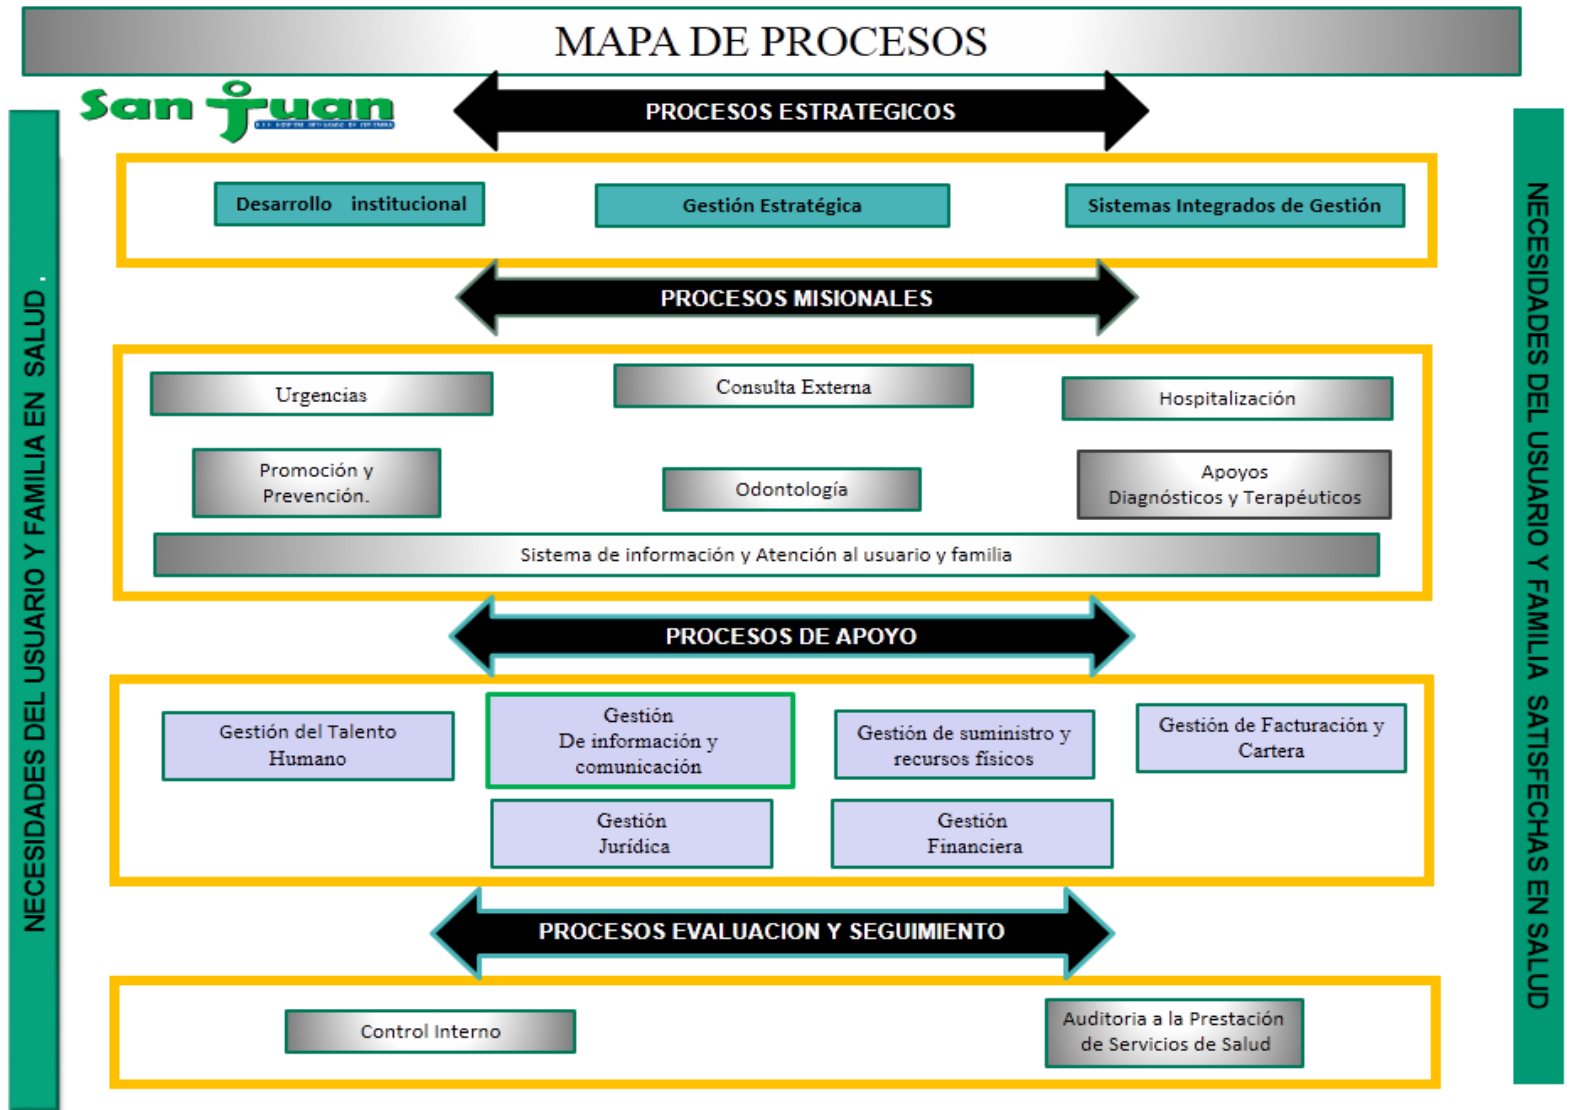 MAPA DE PROCESOS
San Juan
PROCESOS ESTRATEGICOS
Desarrollo institucional
Gestión Estratégica
Sistemas Integrados de Gestión
PROCESOS MISIONALES
Urgencias
Consulta Externa
Hospitalización
Promoción y
Prevención.
Odontología
Apoyos
Diagnósticos y Terapéuticos
Sistema de información y Atención al usuario y familia
PROCESOS DE APOYO
Gestión del Talento
Humano
Gestión
De información y
comunicación
Gestión de suministro y
recursos físicos
Gestión de Facturación y
Cartera
Gestión
Jurídica
Gestión
Financiera
PROCESOS EVALUACION Y SEGUIMIENTO
Control Interno
Auditoria a la Prestación
de Servicios de Salud
NECESIDADES DEL USUARIO Y FAMILIA EN SALUD .
NECESIDADES DEL USUARIO Y FAMILIA SATISFECHAS EN SALUD